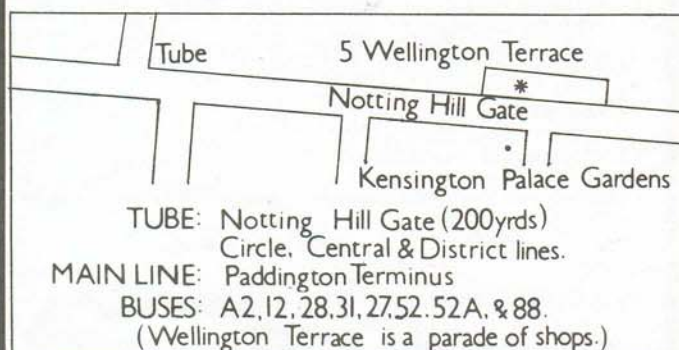 Tube
5 Wellington Terrace
*
Notting Hill Gate
Kensington Palace Gardens
TUBE: Notting Hill Gate (200yrds)
Circle, Central & District lines.
MAIN LINE: Paddington Terminus
BUSES: A2, 12, 28, 31, 27, 52, 52A, & 88.
(Wellington Terrace is a parade of shops.)